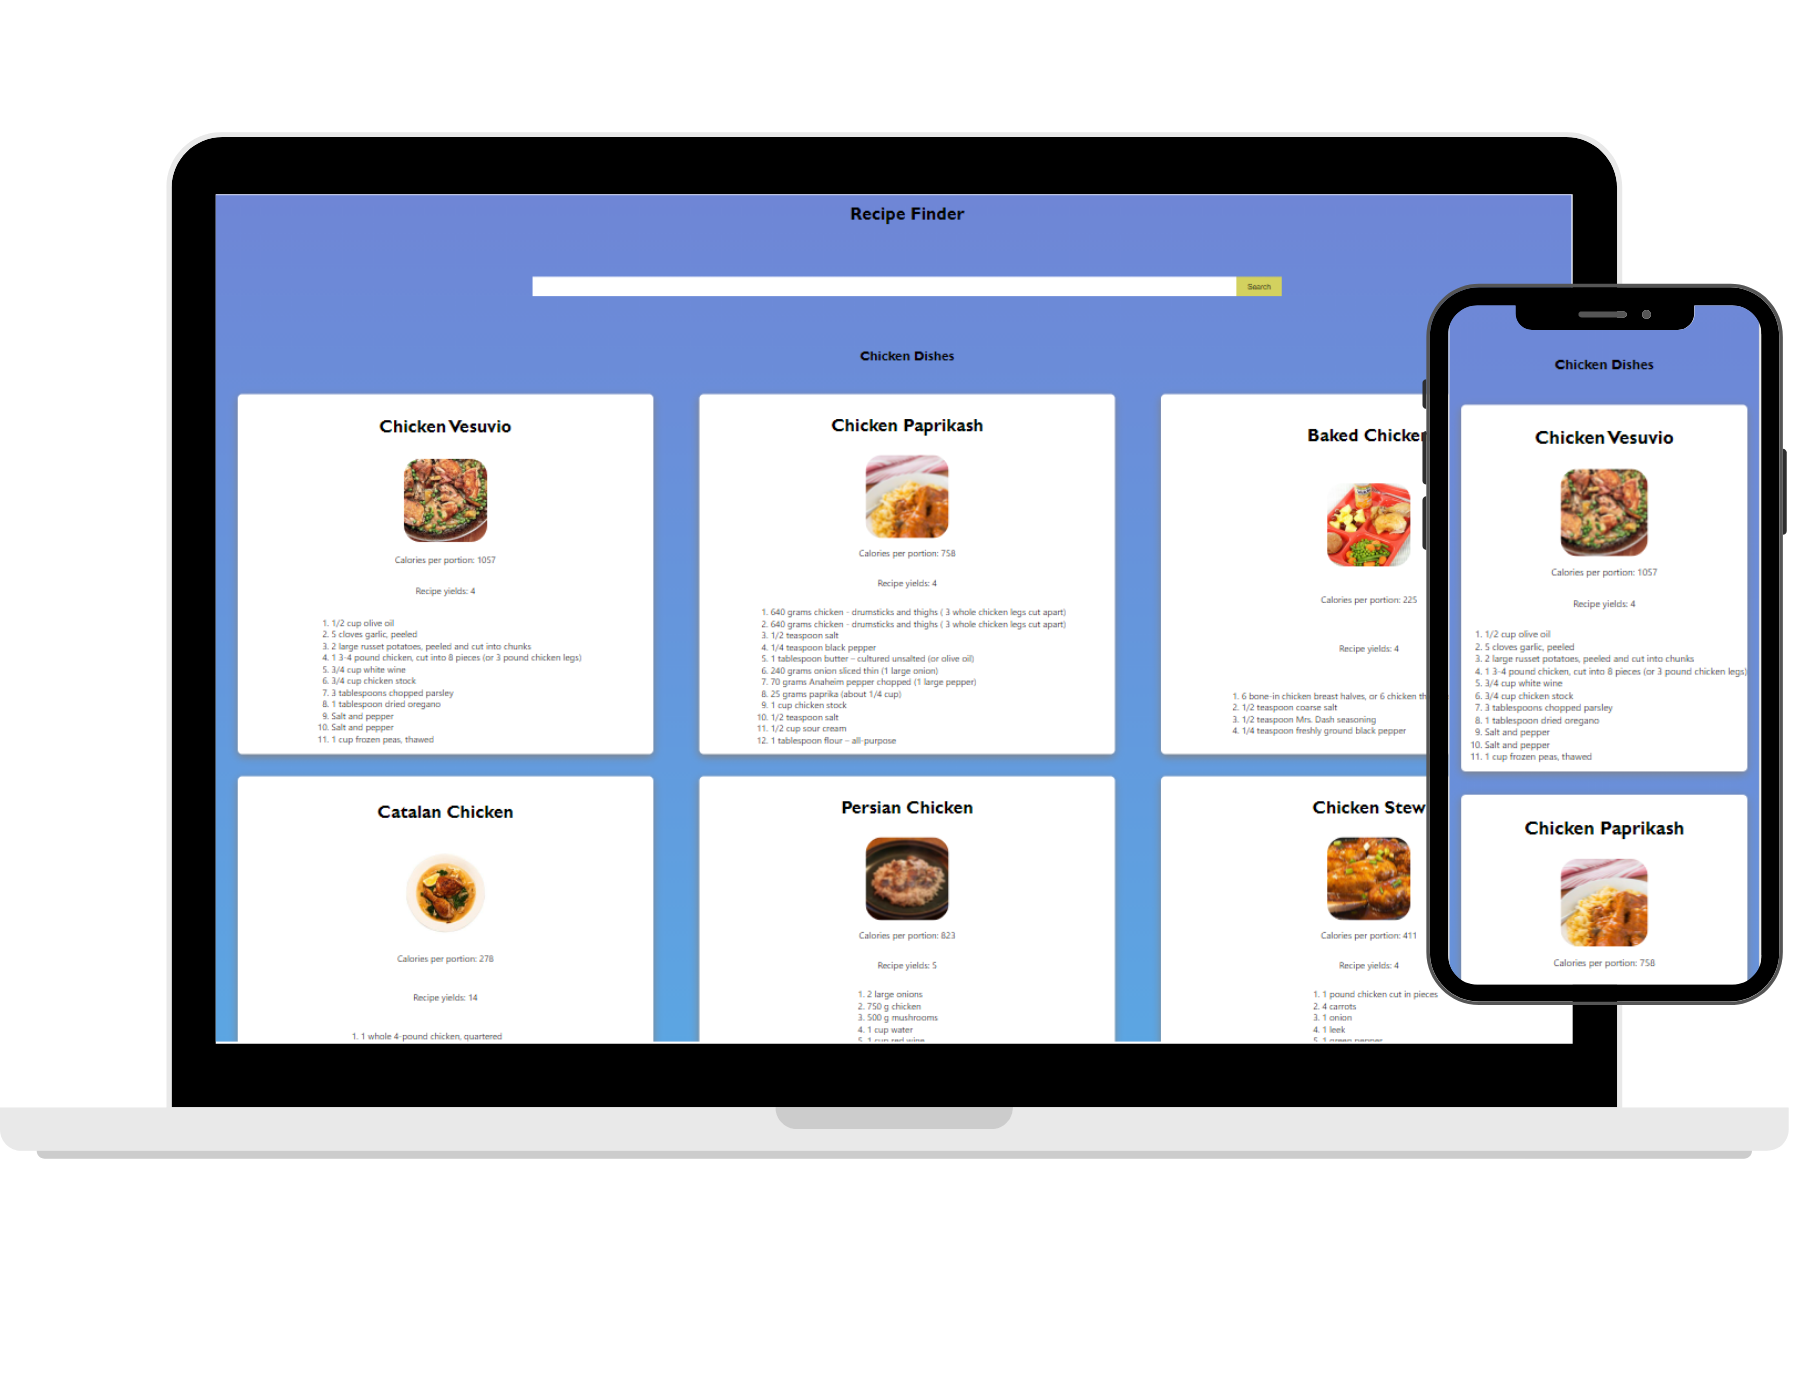 Recipe Finder
Search
Chicken Dishes
Chicken Vesuvio
Calories per portion: 1057
Recipe yields: 4
1. 1/2 cup olive oil
2. 5 cloves garlic, peeled
3. 2 large russet potatoes, peeled and cut into chunks
4. 1 3-4 pound chicken, cut into 8 pieces (or 3 pound chicken legs)
5. 3/4 cup white wine
6. 3/4 cup chicken stock
7. 3 tablespoons chopped parsley
8. 1 tablespoon dried oregano
9. Salt and pepper
10. Salt and pepper
11. 1 cup frozen peas, thawed
Chicken Paprikash
Calories per portion: 758
Recipe yields: 4
1. 640 grams chicken - drumsticks and thighs ( 3 whole chicken legs cut apart)
2. 640 grams chicken - drumsticks and thighs ( 3 whole chicken legs cut apart)
3. 1/2 teaspoon salt
4. 1/4 teaspoon black pepper
5. 1 tablespoon butter – cultured unsalted (or olive oil)
6. 240 grams onion sliced thin (1 large onion)
7. 70 grams Anaheim pepper chopped (1 large pepper)
8. 25 grams paprika (about 1/4 cup)
9. 1 cup chicken stock
10. 1/2 teaspoon salt
11. 1/2 cup sour cream
12. 1 tablespoon flour – all-purpose
Baked Chicken
Calories per portion: 225
Recipe yields: 4
1. 6 bone-in chicken breast halves, or 6 chicken th
2. 1/2 teaspoon coarse salt
3. 1/2 teaspoon Mrs. Dash seasoning
4. 1/4 teaspoon freshly ground black pepper
Catalan Chicken
Calories per portion: 278
Recipe yields: 14
1. 1 whole 4-pound chicken, quartered
Persian Chicken
Calories per portion: 823
Recipe yields: 5
1. 2 large onions
2. 750 g chicken
3. 500 g mushrooms
4. 1 cup water
5. 1 cup red wine
Chicken Stew
Calories per portion: 411
Recipe yields: 4
1. 1 pound chicken cut in pieces
2. 4 carrots
3. 1 onion
4. 1 leek
5. 1 green pepper
Chicken Dishes
Chicken Vesuvio
Calories per portion: 1057
Recipe yields: 4
1. 1/2 cup olive oil
2. 5 cloves garlic, peeled
3. 2 large russet potatoes, peeled and cut into chunks
4. 1 3-4 pound chicken, cut into 8 pieces (or 3 pound chicken legs)
5. 3/4 cup white wine
6. 3/4 cup chicken stock
7. 3 tablespoons chopped parsley
8. 1 tablespoon dried oregano
9. Salt and pepper
10. Salt and pepper
11. 1 cup frozen peas, thawed
Chicken Paprikash
Calories per portion: 758